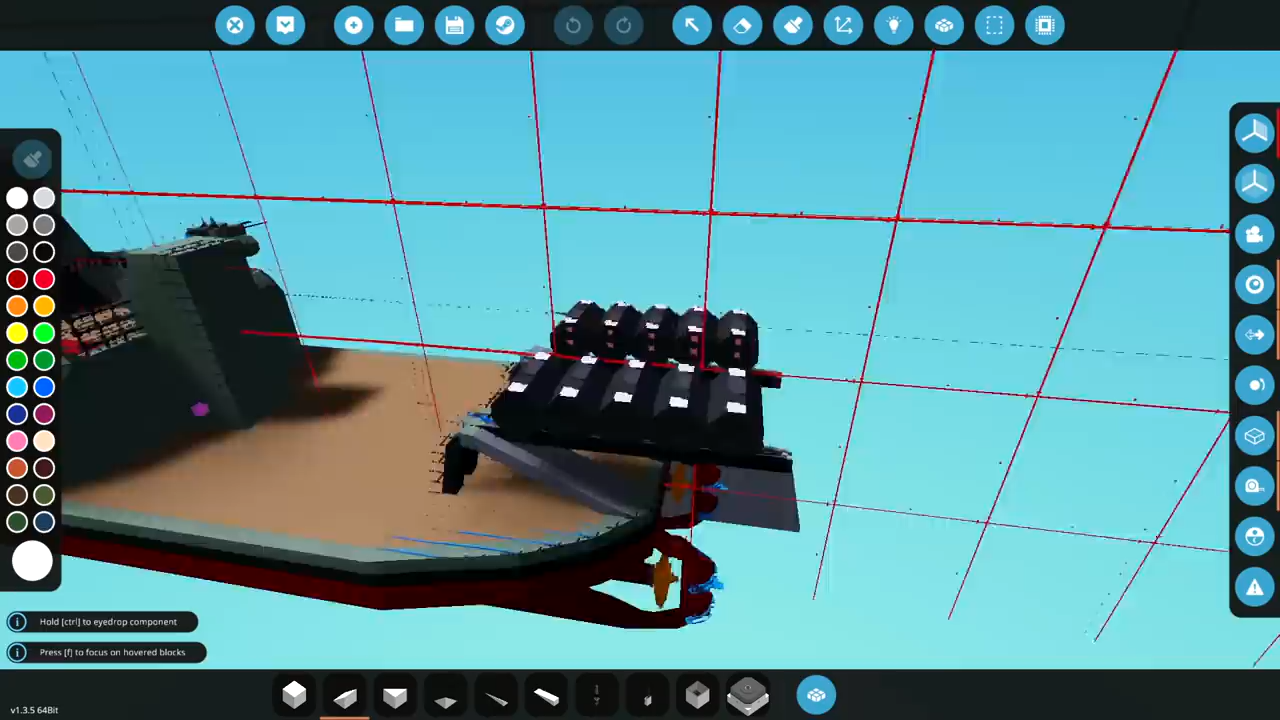 Hold [ctrl] to eyedrop component
Press [f] to focus on hovered blocks
v1.3.5 64Bit